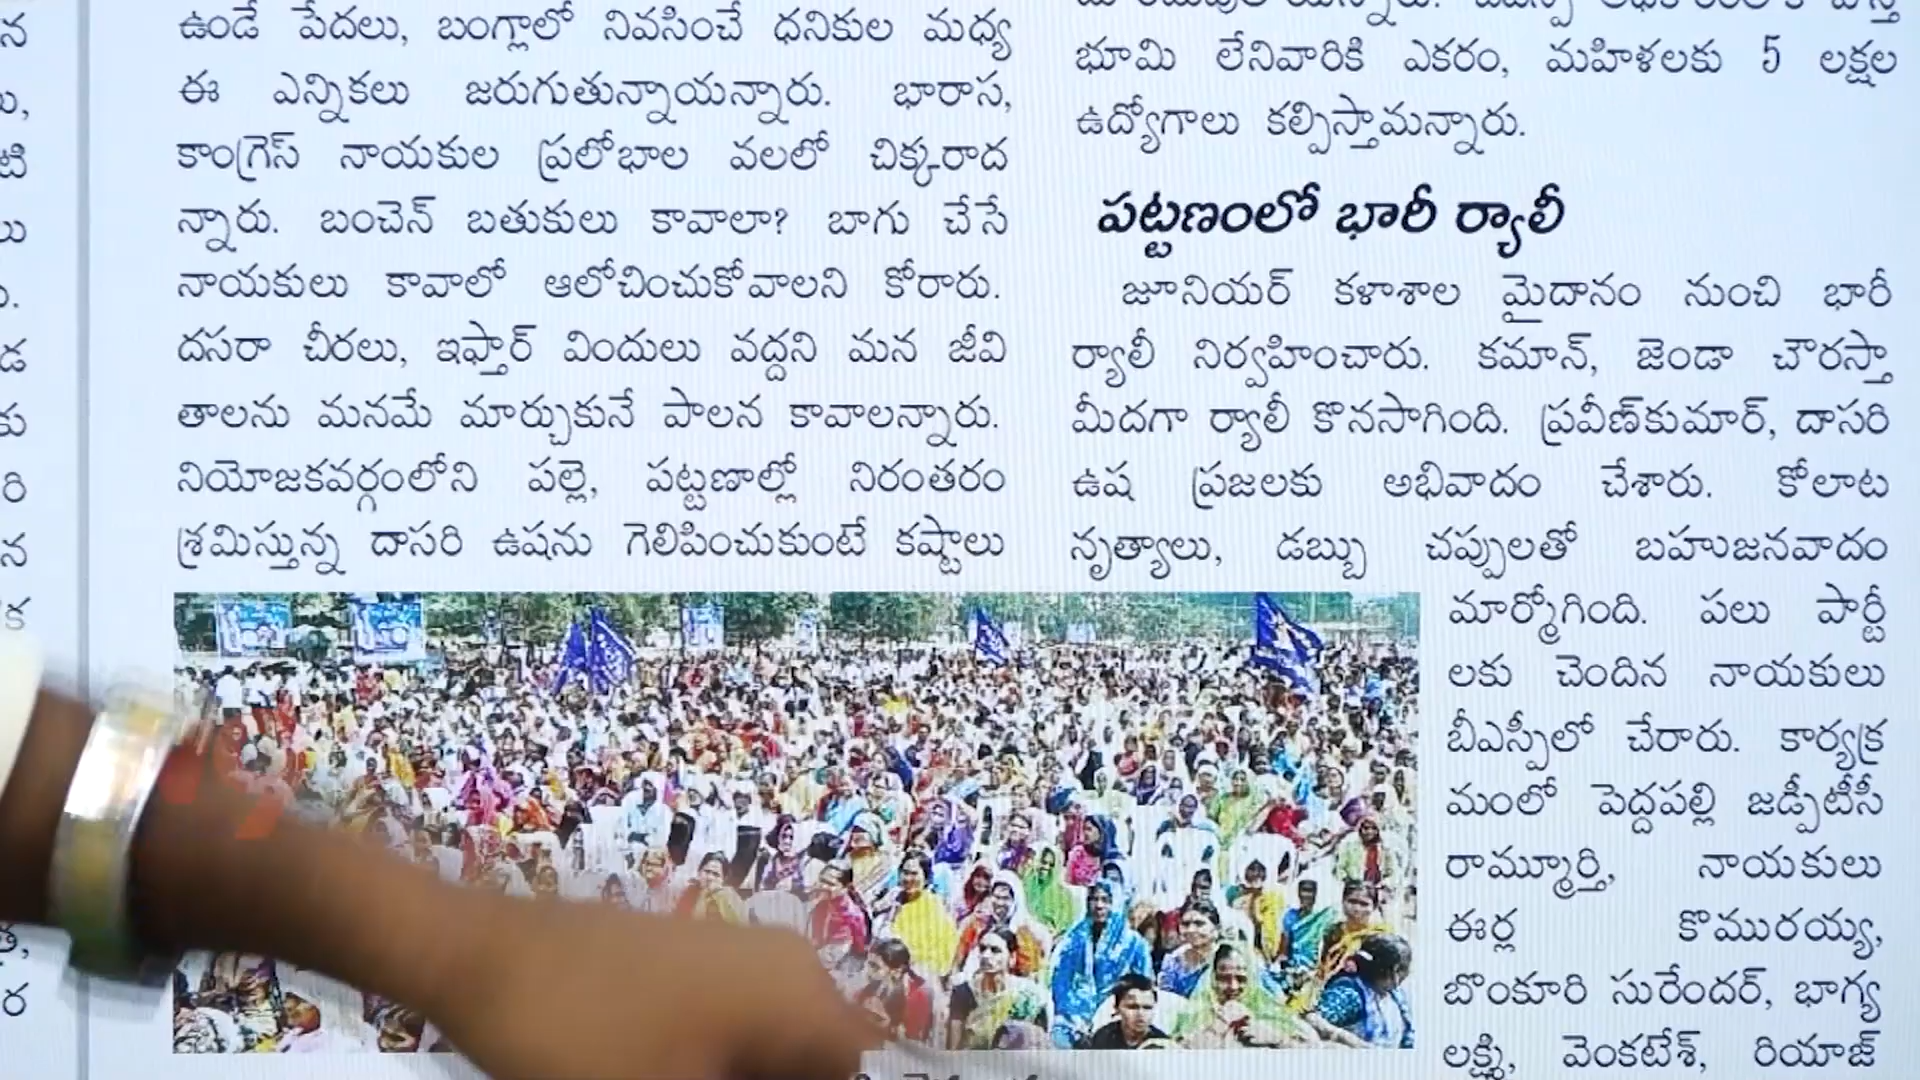 ఉండే పేదలు, బంగ్లాలో నివసించే ధనికుల మధ్య
ఈ ఎన్నికలు జరుగుతున్నాయన్నారు. భారాస,
కాంగ్రెస్ నాయకుల ప్రలోభాల వలలో చిక్కరాద
న్నారు. బంచెన్ బతుకులు కావాలా? బాగు చేసే
నాయకులు కావాలో ఆలోచించుకోవాలని కోరారు.
దసరా చీరలు, ఇఫ్తార్ విందులు వద్దని మన జీవి
తాలను మనమే మార్చుకునే పాలన కావాలన్నారు.
నియోజకవర్గంలోని పల్లె, పట్టణాల్లో నిరంతరం
శ్రమిస్తున్న దాసరి ఉషను గెలిపించుకుంటే కష్టాలు
భూమి లేనివారికి ఎకరం, మహిళలకు 5 లక్షల
ఉద్యోగాలు కల్పిస్తామన్నారు.
పట్టణంలో భారీ ర్యాలీ
జూనియర్ కళాశాల మైదానం నుంచి భారీ
ర్యాలీ నిర్వహించారు. కమాన్, జెండా చౌరస్తా
మీదగా ర్యాలీ కొనసాగింది. ప్రవీణ్‌కుమార్, దాసరి
ఉష ప్రజలకు అభివాదం చేశారు. కోలాట
నృత్యాలు, డబ్బు చప్పులతో బహుజనవాదం
మార్మోగింది. పలు పార్టీ
లకు చెందిన నాయకులు
బీఎస్పీలో చేరారు. కార్యక్ర
మంలో పెద్దపల్లి జడ్పీటీసీ
రామ్మూర్తి, నాయకులు
ఈర్ల కొమురయ్య,
బొంకూరి సురేందర్, భాగ్య
లక్ష్మి, వెంకటేశ్, రియాజ్